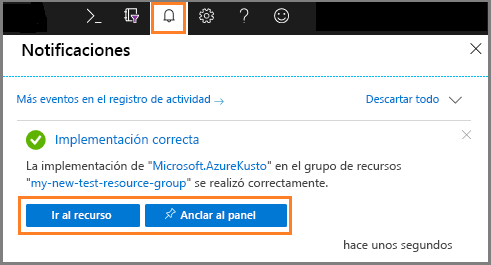 Notificaciones
Más eventos en el registro de actividad → Descartar todo
Implementación correcta
La implementación de "Microsoft.AzureKusto" en el grupo de recursos
"my-new-test-resource-group" se realizó correctamente.
Ir al recurso Anclar al panel
hace unos segundos